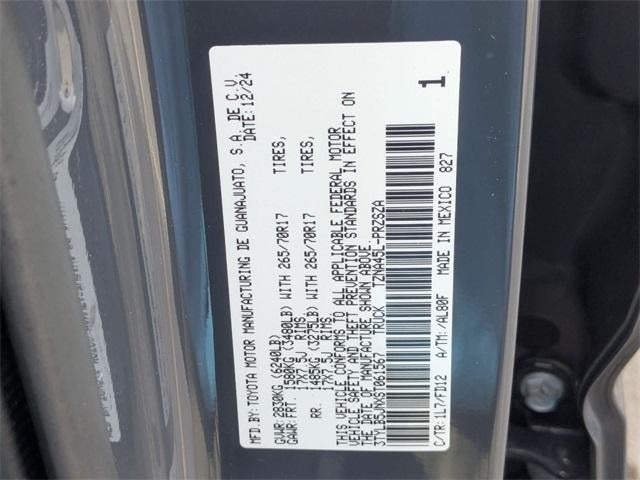 MFD.BY: TOYOTA MOTOR MANUFACTURING DE GUANAJUATO, S.A. DE C.V.
DATE: 12/24
GVWR: 2830KG (6240LB)
GAWR: FRT. 1580KG (3480LB) WITH 265/70R17 TIRES,
17X7.5J RIMS,
RR. 1485KG (3275LB) WITH 265/70R17 TIRES,
17X7.5J RIMS.
THIS VEHICLE CONFORMS TO ALL APPLICABLE FEDERAL MOTOR
VEHICLE SAFETY AND THEFT PREVENTION STANDARDS IN EFFECT ON
THE DATE OF MANUFACTURE SHOWN ABOVE.
TRUCK TZNA45L-PRZSZA 1
C/TR: 1L7/FD12 A/TM: /AL80F MADE IN MEXICO 827